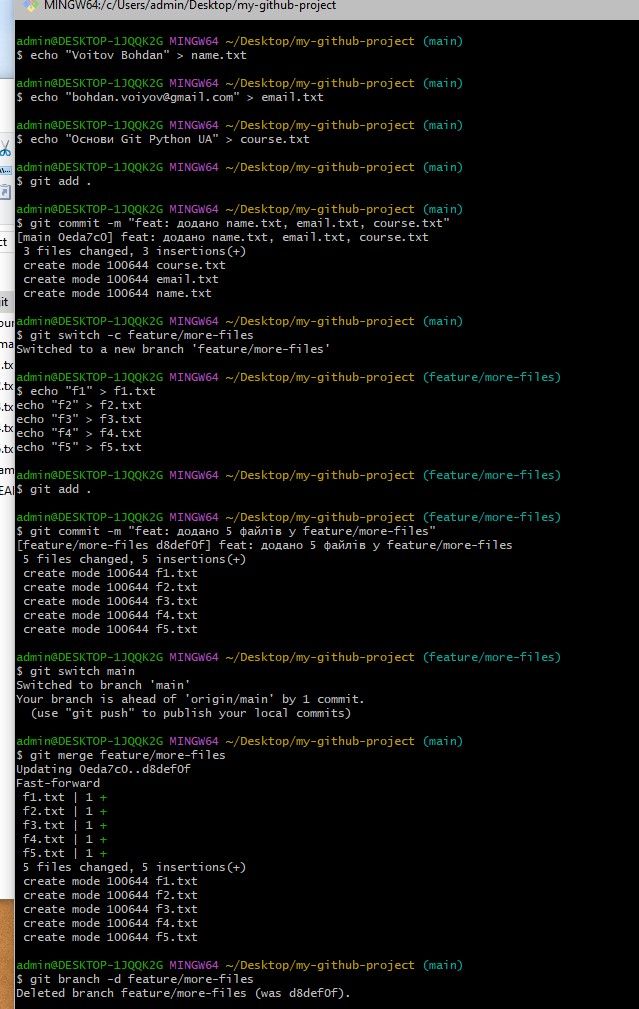 MINGW64:/c/Users/admin/Desktop/my-github-project
admin@DESKTOP-1JQQK2G MINGW64 ~/Desktop/my-github-project (main)
$ echo "Voitov Bohdan" > name.txt
admin@DESKTOP-1JQQK2G MINGW64 ~/Desktop/my-github-project (main)
$ echo "bohdan.voiyov@gmail.com" > email.txt
admin@DESKTOP-1JQQK2G MINGW64 ~/Desktop/my-github-project (main)
$ echo "Основи Git Python UA" > course.txt
admin@DESKTOP-1JQQK2G MINGW64 ~/Desktop/my-github-project (main)
$ git add .
admin@DESKTOP-1JQQK2G MINGW64 ~/Desktop/my-github-project (main)
$ git commit -m "feat: додано name.txt, email.txt, course.txt"
[main 0eda7c0] feat: додано name.txt, email.txt, course.txt
3 files changed, 3 insertions(+)
create mode 100644 course.txt
create mode 100644 email.txt
create mode 100644 name.txt
admin@DESKTOP-1JQQK2G MINGW64 ~/Desktop/my-github-project (main)
$ git switch -c feature/more-files
Switched to a new branch 'feature/more-files'
admin@DESKTOP-1JQQK2G MINGW64 ~/Desktop/my-github-project (feature/more-files)
$ echo "f1" > f1.txt
echo "f2" > f2.txt
echo "f3" > f3.txt
echo "f4" > f4.txt
echo "f5" > f5.txt
admin@DESKTOP-1JQQK2G MINGW64 ~/Desktop/my-github-project (feature/more-files)
$ git add .
admin@DESKTOP-1JQQK2G MINGW64 ~/Desktop/my-github-project (feature/more-files)
$ git commit -m "feat: додано 5 файлів у feature/more-files"
[feature/more-files d8def0f] feat: додано 5 файлів у feature/more-files
5 files changed, 5 insertions(+)
create mode 100644 f1.txt
create mode 100644 f2.txt
create mode 100644 f3.txt
create mode 100644 f4.txt
create mode 100644 f5.txt
admin@DESKTOP-1JQQK2G MINGW64 ~/Desktop/my-github-project (feature/more-files)
$ git switch main
Switched to branch 'main'
Your branch is ahead of 'origin/main' by 1 commit.
(use "git push" to publish your local commits)
admin@DESKTOP-1JQQK2G MINGW64 ~/Desktop/my-github-project (main)
$ git merge feature/more-files
Updating 0eda7c0..d8def0f
Fast-forward
f1.txt | 1 +
f2.txt | 1 +
f3.txt | 1 +
f4.txt | 1 +
f5.txt | 1 +
5 files changed, 5 insertions(+)
create mode 100644 f1.txt
create mode 100644 f2.txt
create mode 100644 f3.txt
create mode 100644 f4.txt
create mode 100644 f5.txt
admin@DESKTOP-1JQQK2G MINGW64 ~/Desktop/my-github-project (main)
$ git branch -d feature/more-files
Deleted branch feature/more-files (was d8def0f).